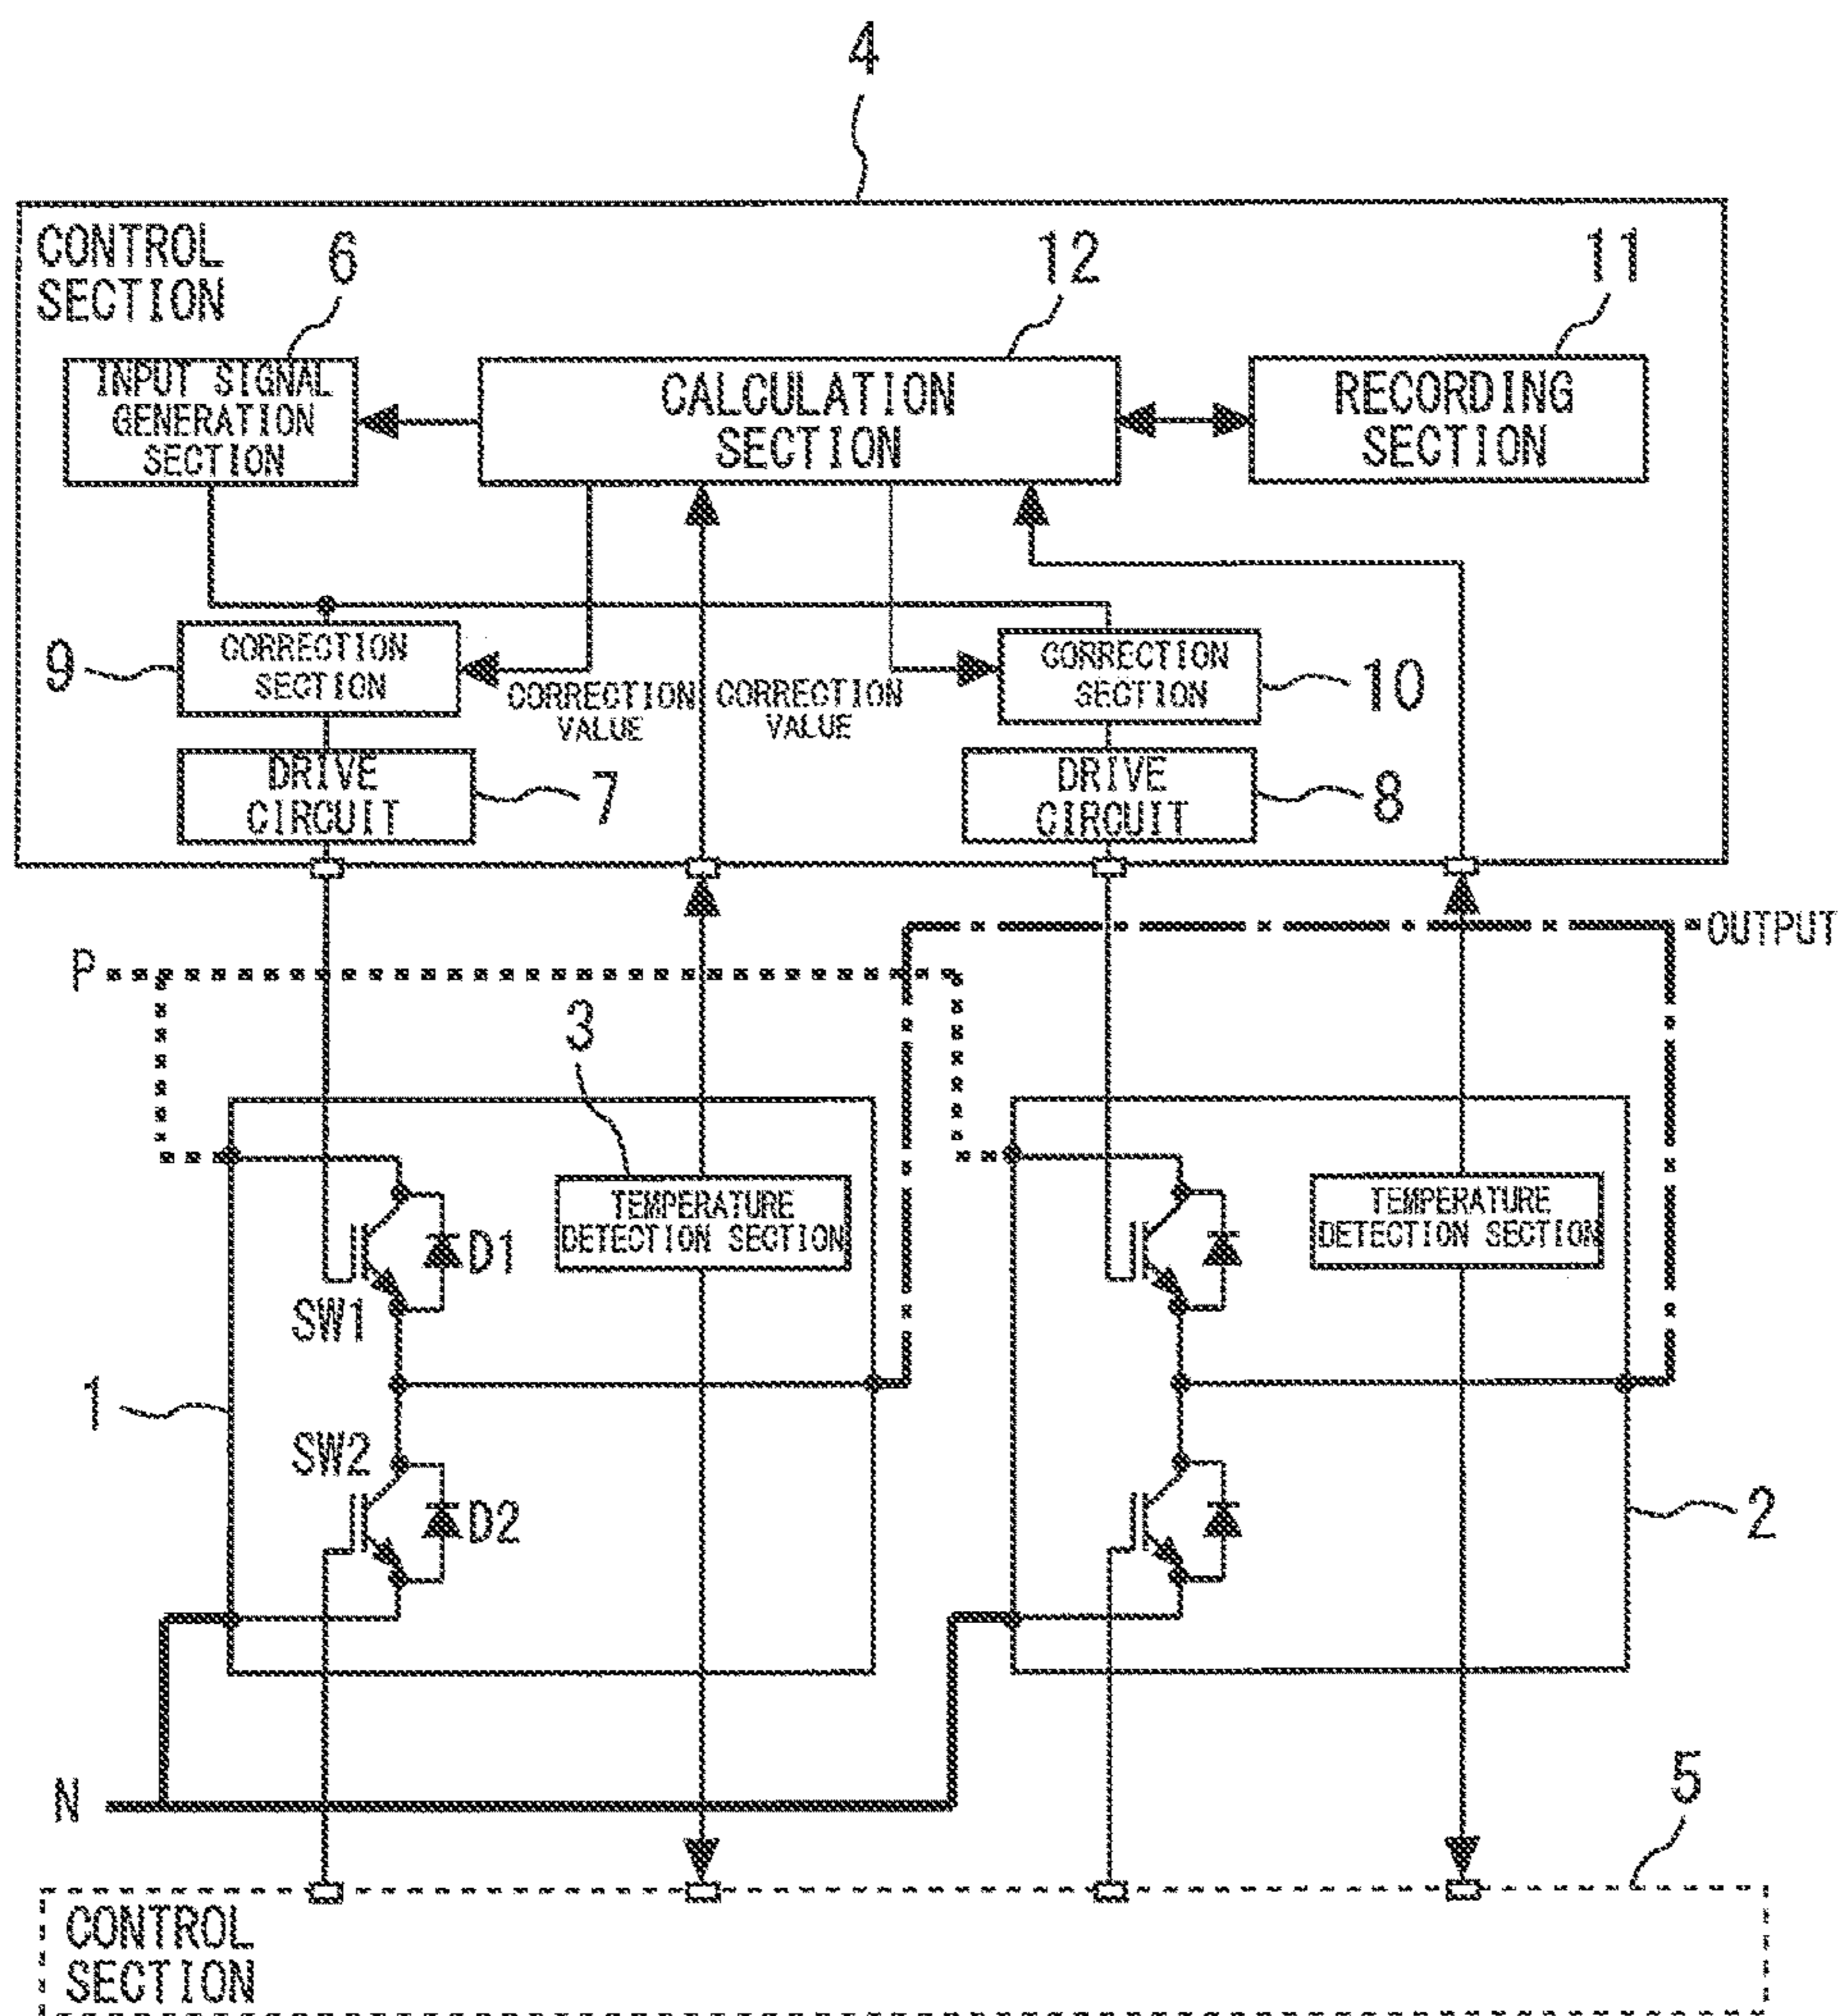 4
CONTROL
SECTION
6
12
11
INPUT SIGNAL
GENERATION
SECTION
CALCULATION
SECTION
RECORDING
SECTION
9
CORRECTION
SECTION
CORRECTION
VALUE
CORRECTION
VALUE
CORRECTION
SECTION
10
DRIVE
CIRCUIT
7
DRIVE
CIRCUIT
8
P
OUTPUT
3
TEMPERATURE
DETECTION SECTION
TEMPERATURE
DETECTION SECTION
D1
SW1
1
SW2
D2
2
N
5
CONTROL
SECTION